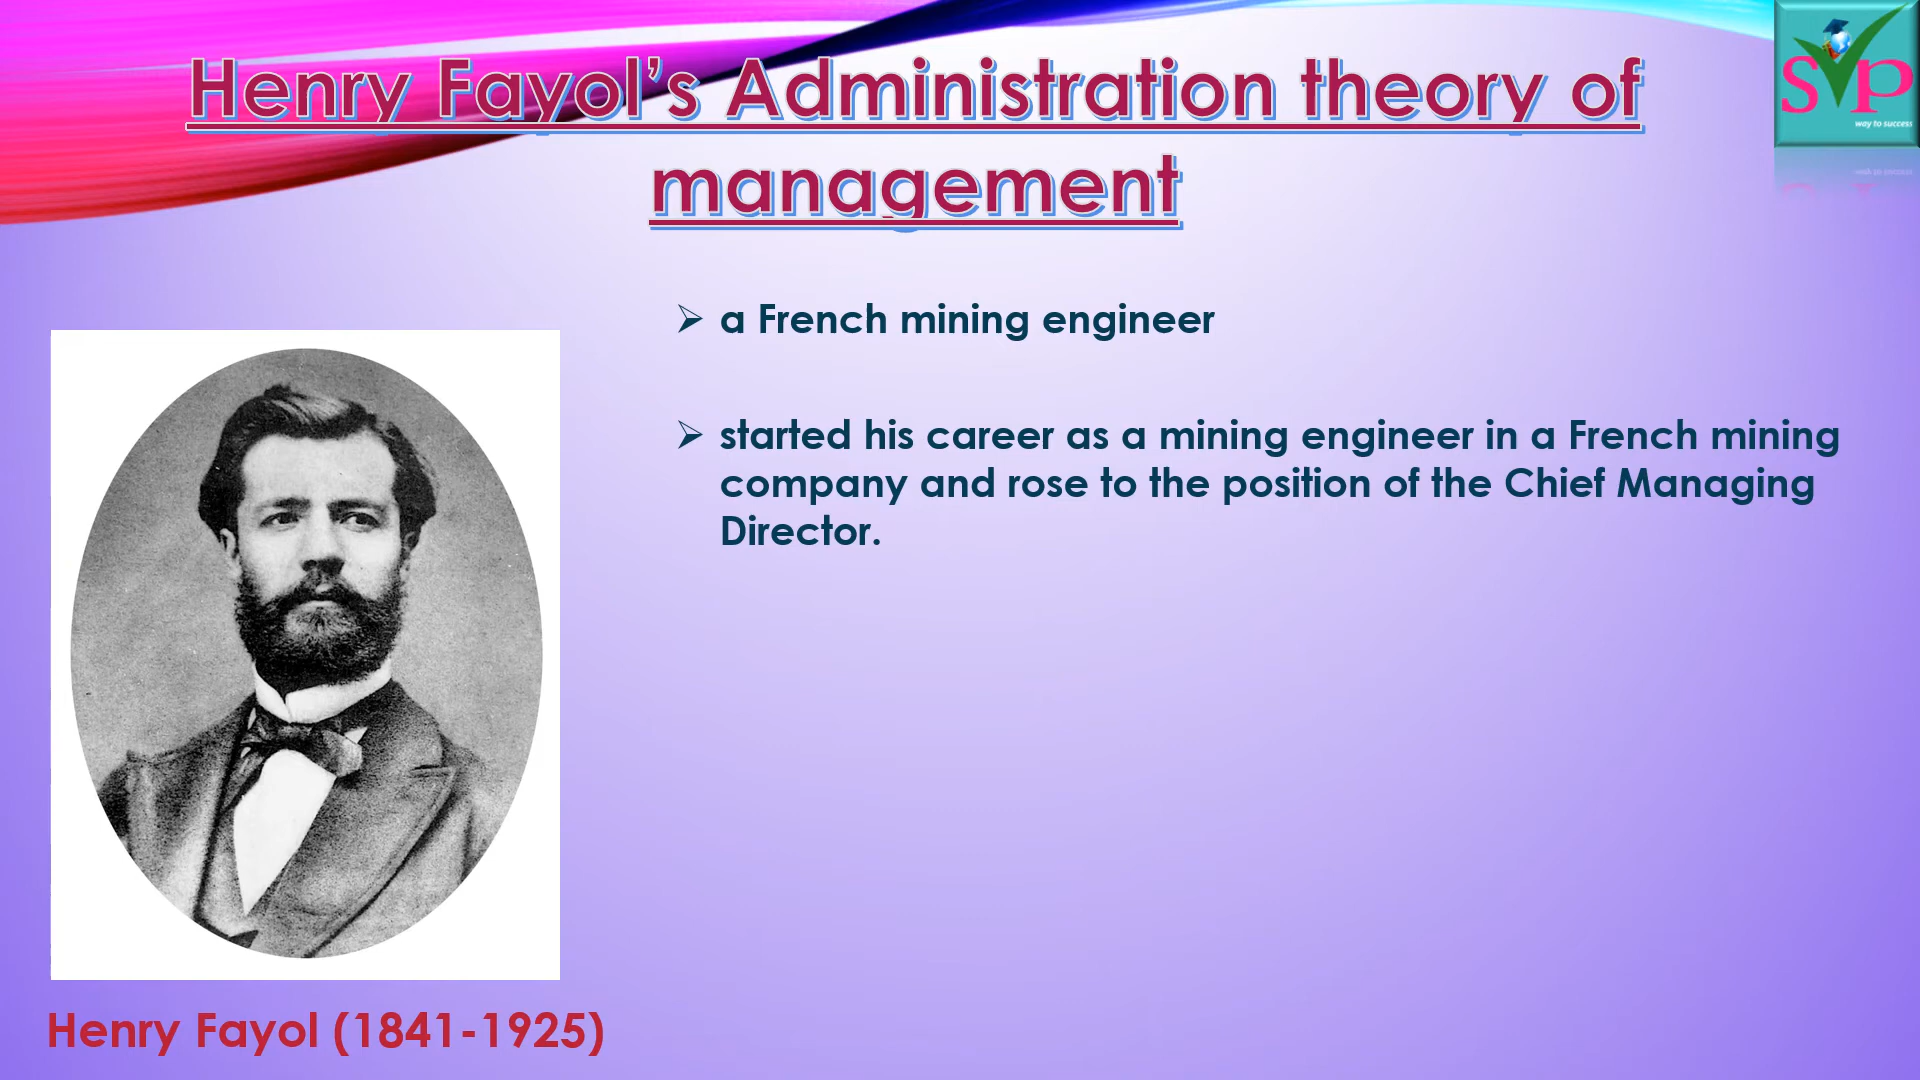 Henry Fayol's Administration theory of
management
SVP
way to success
➢ a French mining engineer
➢ started his career as a mining engineer in a French mining
company and rose to the position of the Chief Managing
Director.
Henry Fayol (1841-1925)